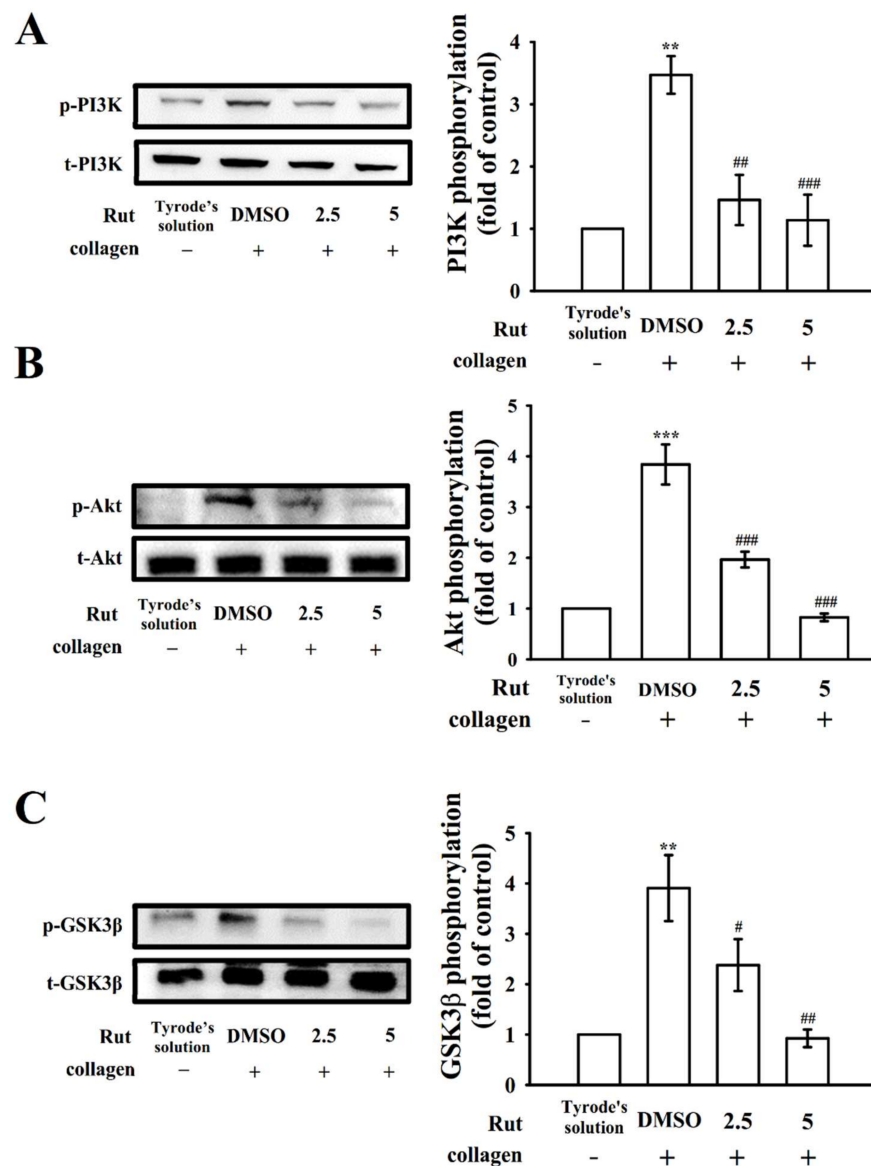 A
p-PI3K
t-PI3K
Rut Tyrode's solution DMSO 2.5 5
collagen – + + +
PI3K phosphorylation
(fold of control)
4
3
2
1
0
**
##
###
Rut Tyrode's solution DMSO 2.5 5
collagen - + + +
B
p-Akt
t-Akt
Rut Tyrode's solution DMSO 2.5 5
collagen – + + +
Akt phosphorylation
(fold of control)
5
4
3
2
1
0
***
###
###
Rut Tyrode's solution DMSO 2.5 5
collagen - + + +
C
p-GSK3β
t-GSK3β
Rut Tyrode's solution DMSO 2.5 5
collagen – + + +
GSK3β phosphorylation
(fold of control)
5
4
3
2
1
0
**
#
##
Rut Tyrode's solution DMSO 2.5 5
collagen - + + +